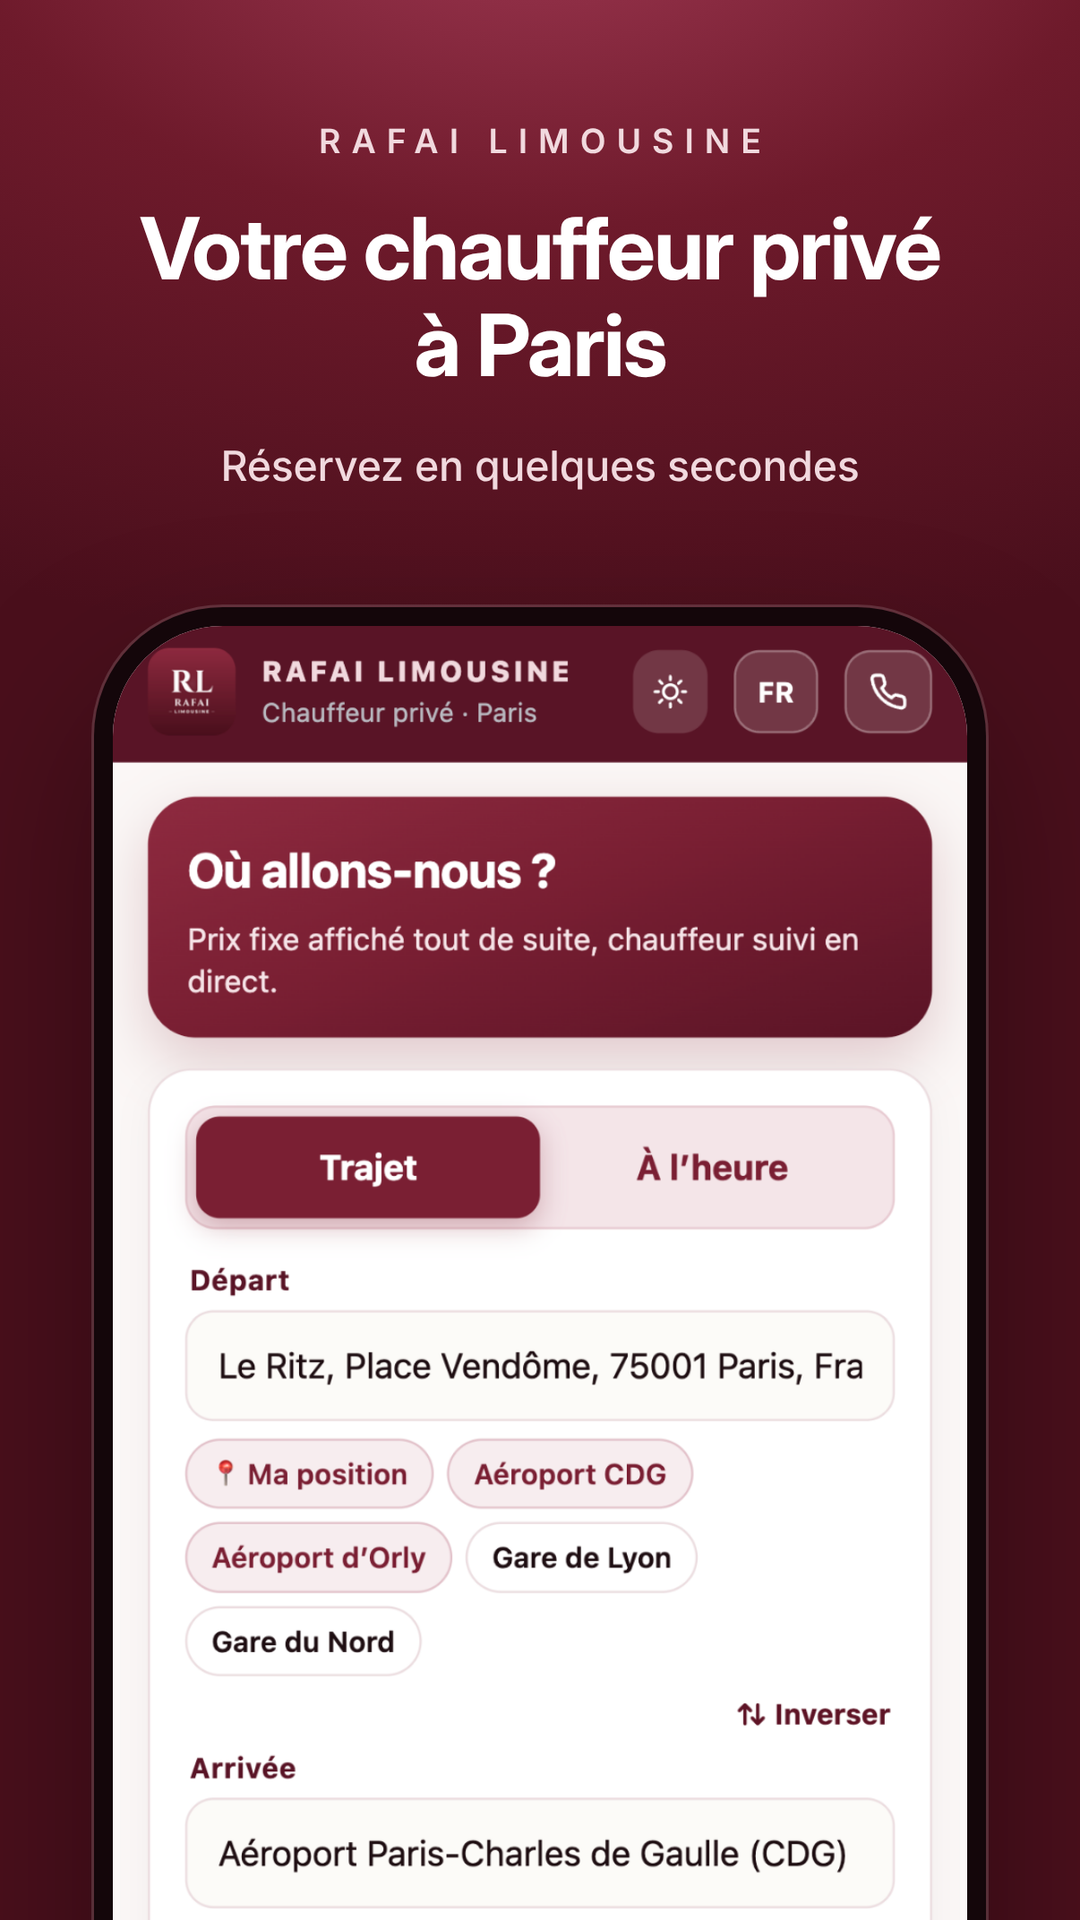 RAFAI LIMOUSINE
Votre chauffeur privé
à Paris
Réservez en quelques secondes
RL
RAFAI
LIMOUSINE
RAFAI LIMOUSINE
Chauffeur privé · Paris
FR
Où allons-nous ?
Prix fixe affiché tout de suite, chauffeur suivi en
direct.
Trajet
À l’heure
Départ
Le Ritz, Place Vendôme, 75001 Paris, Fra
Ma position
Aéroport CDG
Aéroport d’Orly
Gare de Lyon
Gare du Nord
Inverser
Arrivée
Aéroport Paris-Charles de Gaulle (CDG)